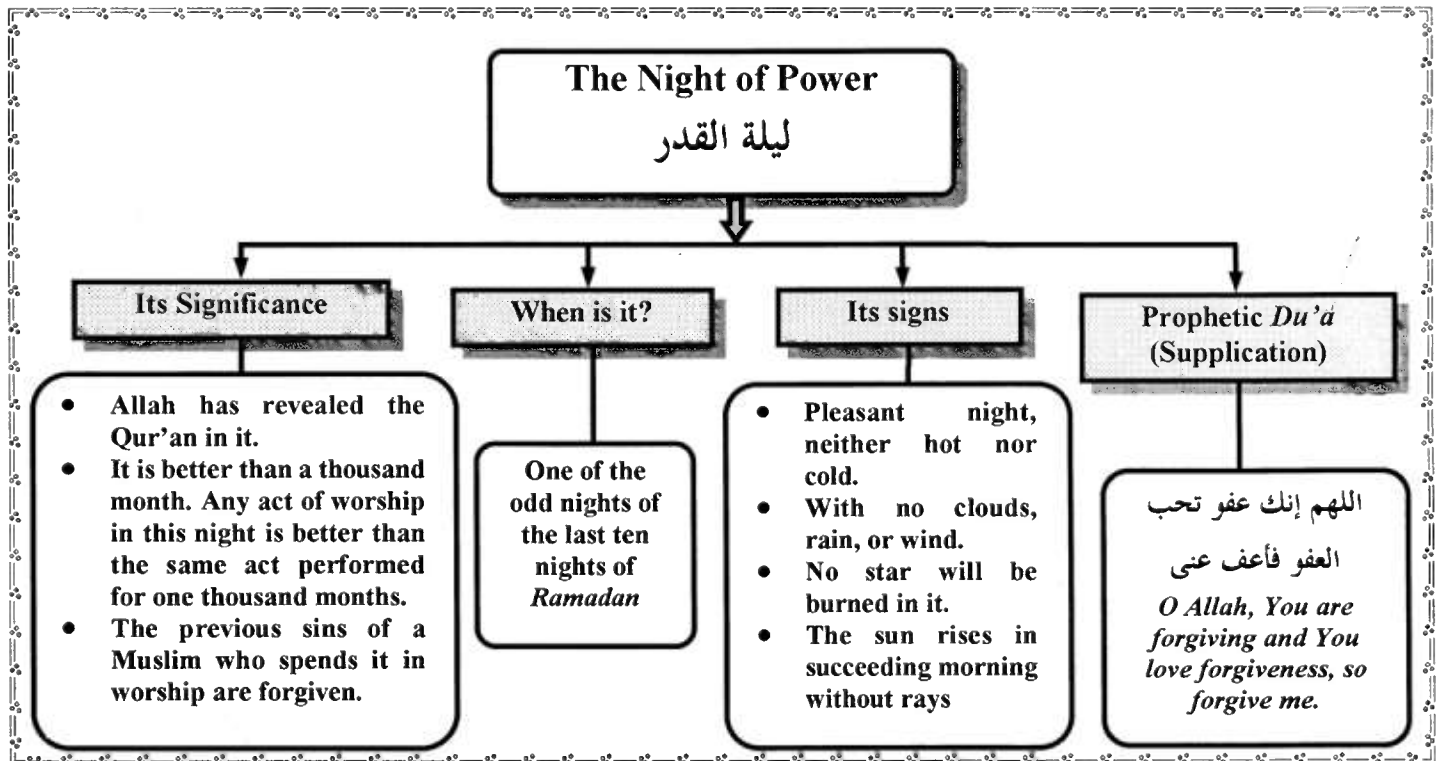 The Night of Power
ليلة القدر
Its Significance
• Allah has revealed the
Qur'an in it.
• It is better than a thousand
month. Any act of worship
in this night is better than
the same act performed
for one thousand months.
• The previous sins of a
Muslim who spends it in
worship are forgiven.
When is it?
One of the
odd nights of
the last ten
nights of
Ramadan
Its signs
• Pleasant night,
neither hot nor
cold.
• With no clouds,
rain, or wind.
• No star will be
burned in it.
• The sun rises in
succeeding morning
without rays
Prophetic Du'á
(Supplication)
اللهم إنك عفو تحب
العفو فأعف عنى
O Allah, You are
forgiving and You
love forgiveness, so
forgive me.